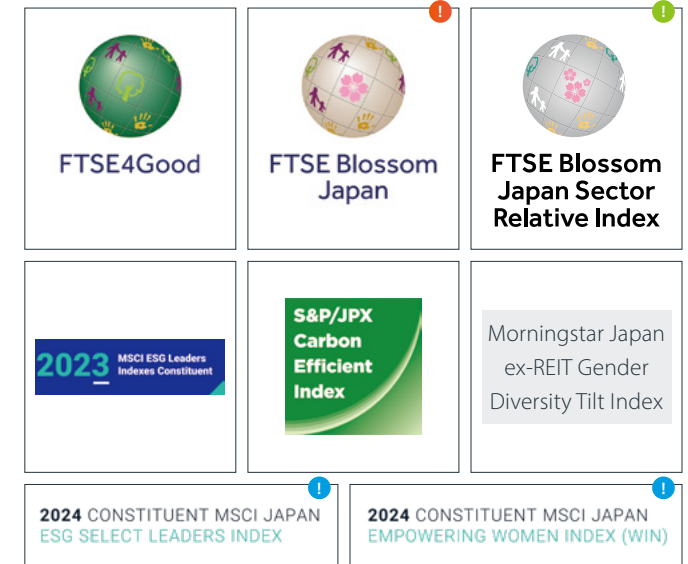 !
!
FTSE4Good
FTSE Blossom
Japan
FTSE Blossom
Japan Sector
Relative Index
2023 MSCI ESG Leaders
Indexes Constituent
S&P/JPX
Carbon
Efficient
Index
Morningstar Japan
ex-REIT Gender
Diversity Tilt Index
!
!
2024 CONSTITUENT MSCI JAPAN
ESG SELECT LEADERS INDEX
2024 CONSTITUENT MSCI JAPAN
EMPOWERING WOMEN INDEX (WIN)